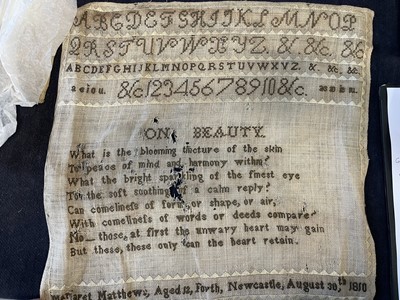 ABCDEFGHIJKLMNOP
QRSTUVWXYZ. &. &c. &c
ABCDEFGHIJKLMNOPQRSTUVWXYZ. &. &c. &c.
aeiou. &c12345678910&c. mnhu.
ON BEAUTY.
What is the blooming tincture of the skin
To peace of mind and harmony within?
What the bright sparkling of the finest eye
To the soft soothing of a calm reply?
Can comeliness of form, or shape, or air,
With comeliness of words or deeds compare?
No those, at first the unwary heart may gain
But these, these only can the heart retain.
Margaret Matthews, Aged 12, Forth, Newcastle, August 30th 1810